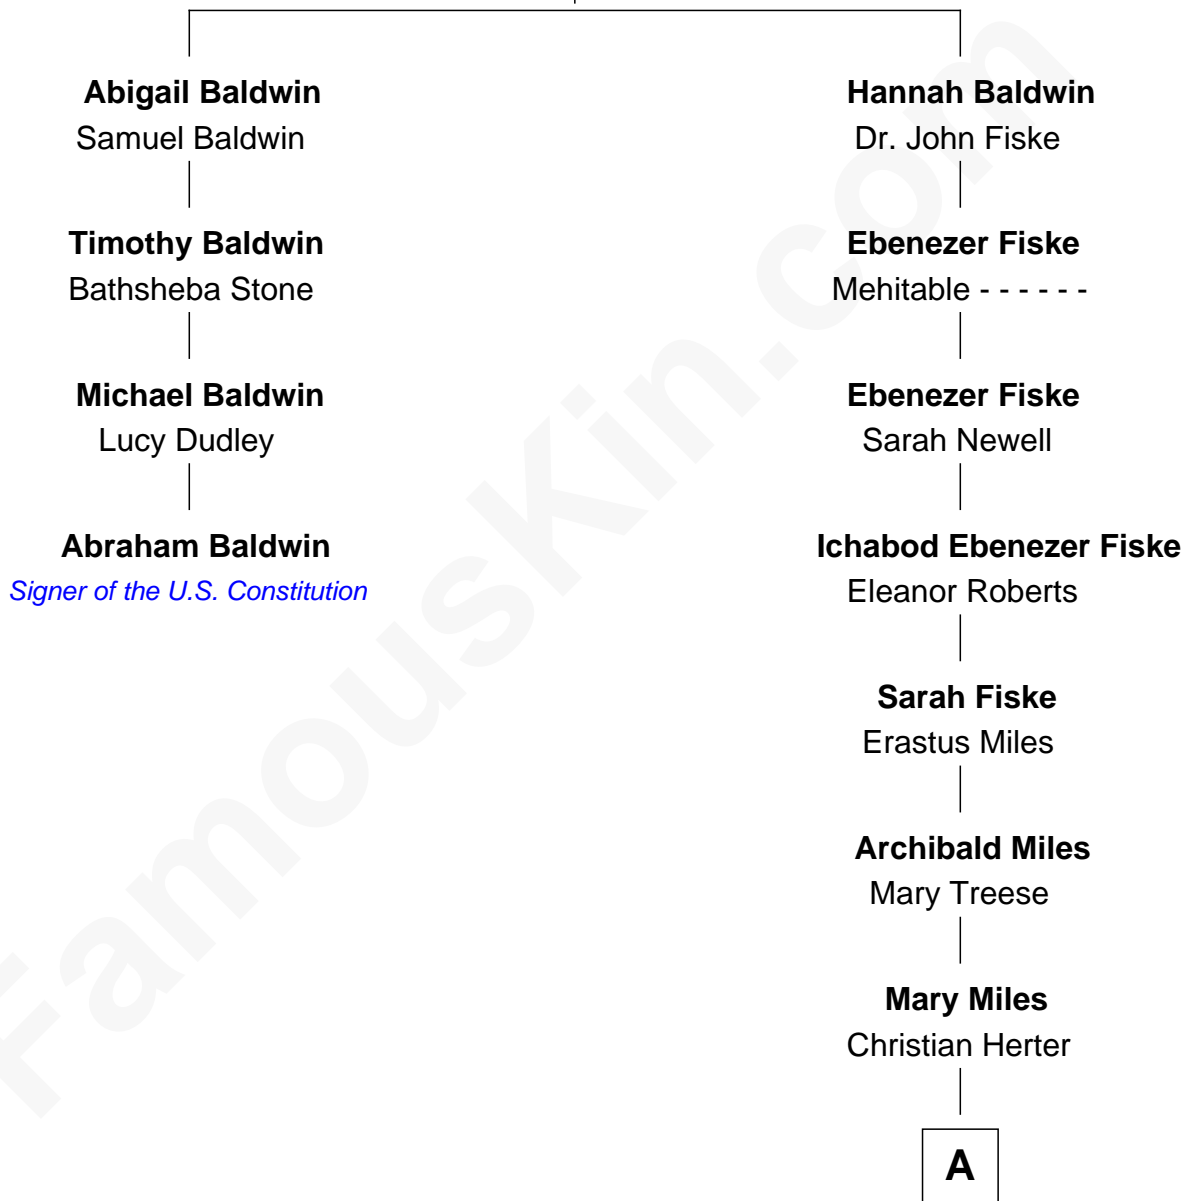 Abigail Baldwin
Samuel Baldwin
Timothy Baldwin
Bathsheba Stone
Michael Baldwin
Lucy Dudley
Abraham Baldwin
Signer of the U.S. Constitution
Hannah Baldwin
Dr. John Fiske
Ebenezer Fiske
Mehitable - - - - - -
Ebenezer Fiske
Sarah Newell
Ichabod Ebenezer Fiske
Eleanor Roberts
Sarah Fiske
Erastus Miles
Archibald Miles
Mary Treese
Mary Miles
Christian Herter
A
FamousKin.com